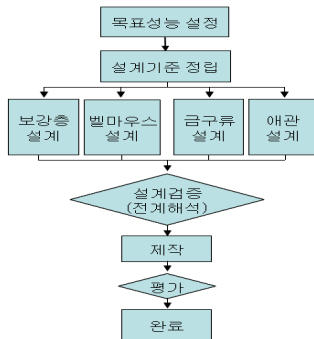 목표성능 설정
설계기준 정립
보강층
설계
벨마우스
설계
금구류
설계
애관
설계
설계검증
(전계해석)
제작
평가
완료